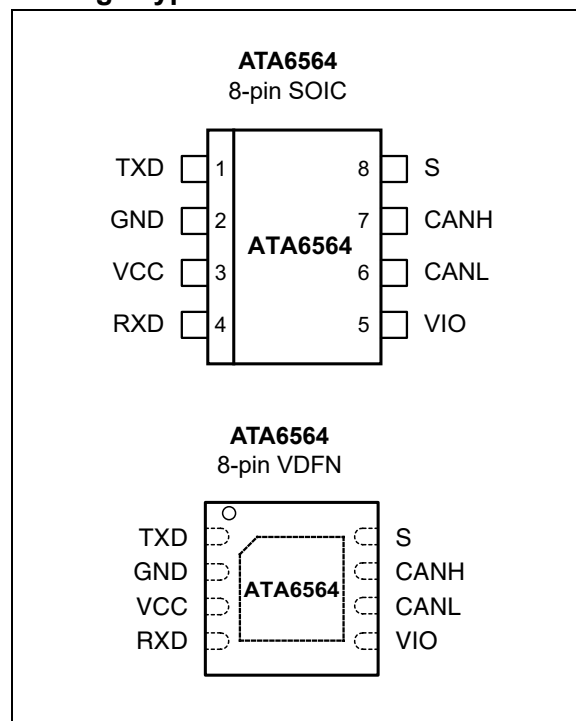 ATA6564
8-pin SOIC
TXD 1 8 S
GND 2 7 CANH
ATA6564
VCC 3 6 CANL
RXD 4 5 VIO
ATA6564
8-pin VDFN
TXD S
GND CANH
ATA6564
VCC CANL
RXD VIO